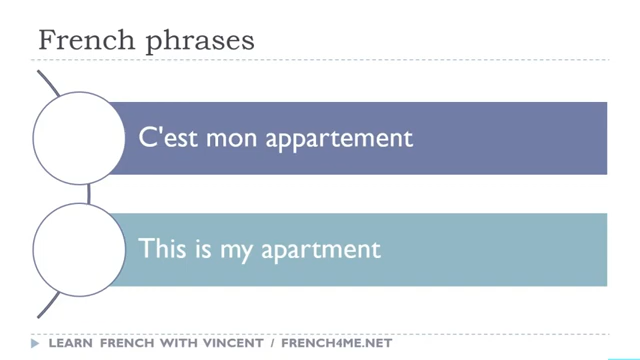 French phrases
C'est mon appartement
This is my apartment
LEARN FRENCH WITH VINCENT / FRENCH4ME.NET